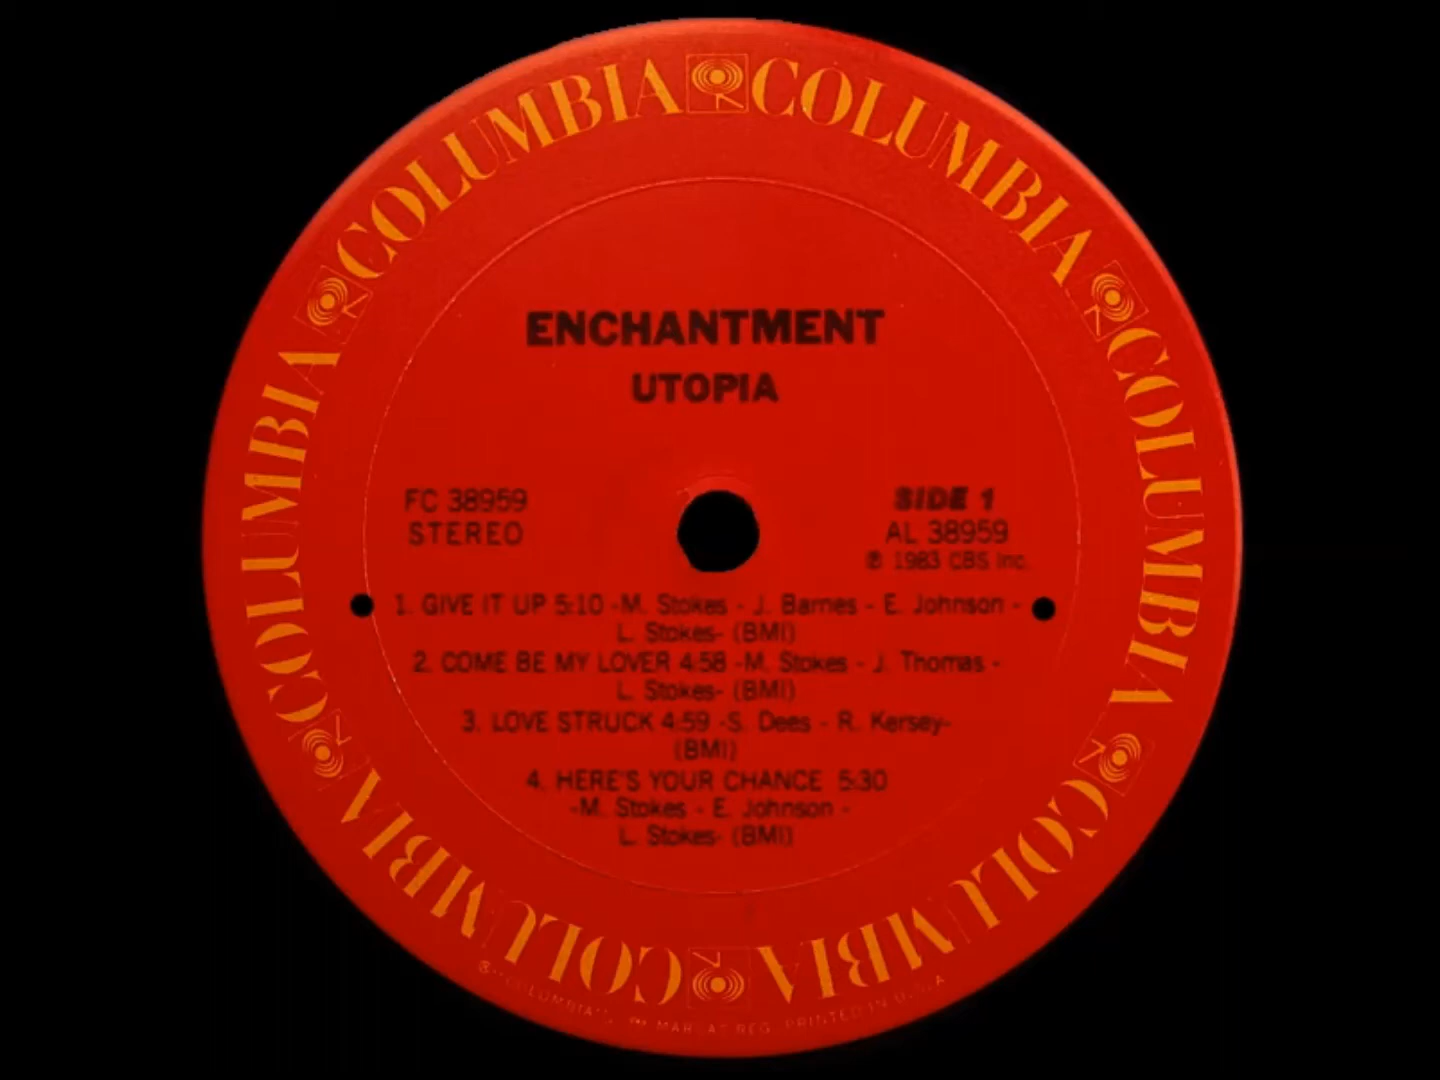 COLUMBIA COLUMBIA COLUMBIA COLUMBIA COLUMBIA COLUMBIA
ENCHANTMENT
UTOPIA
FC 38959
STEREO
SIDE 1
AL 38959
℗ 1983 CBS Inc.
1. GIVE IT UP 5:10 -M. Stokes - J. Barnes - E. Johnson -
L. Stokes- (BMI)
2. COME BE MY LOVER 4:58 -M. Stokes - J. Thomas -
L. Stokes- (BMI)
3. LOVE STRUCK 4:59 -S. Dees - R. Kersey-
(BMI)
4. HERE'S YOUR CHANCE 5:30
-M. Stokes - E. Johnson -
L. Stokes- (BMI)
PRINTED IN U.S.A